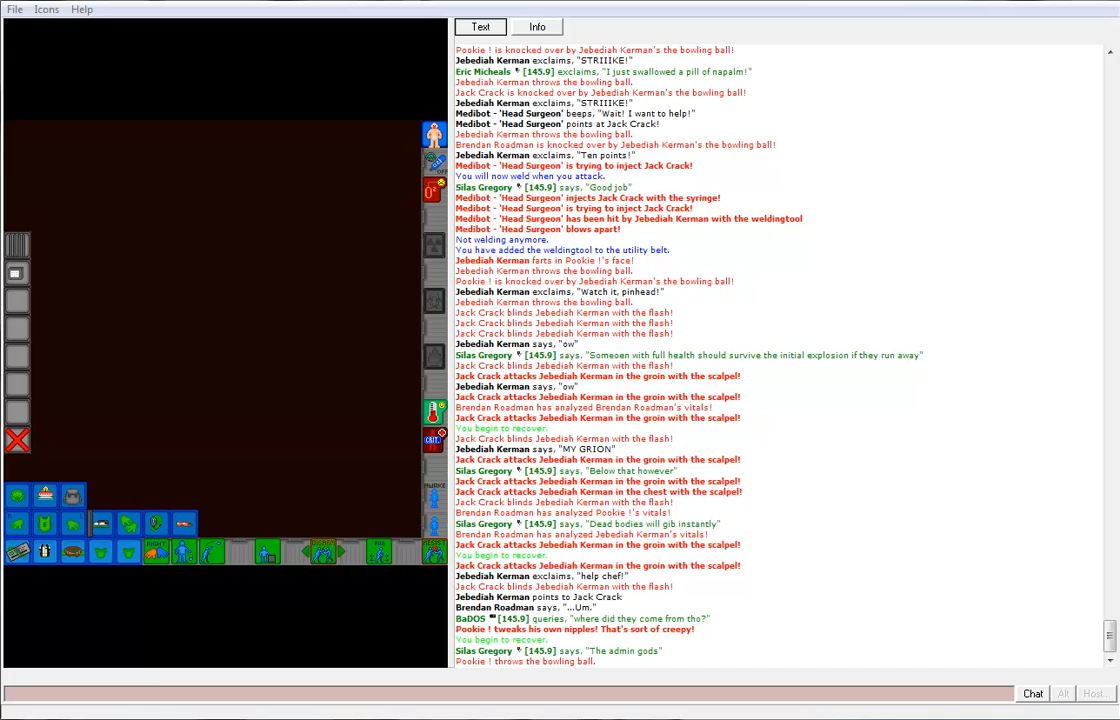 File Icons Help
Text Info
Pookie ! is knocked over by Jebediah Kerman's the bowling ball!
Jebediah Kerman exclaims, "STRIIIKE!"
Eric Micheals [145.9] exclaims, "I just swallowed a pill of napalm!"
Jebediah Kerman throws the bowling ball.
Jack Crack is knocked over by Jebediah Kerman's the bowling ball!
Jebediah Kerman exclaims, "STRIIIKE!"
Medibot - 'Head Surgeon' beeps, "Wait! I want to help!"
Medibot - 'Head Surgeon' points at Jack Crack!
Jebediah Kerman throws the bowling ball.
Brendan Roadman is knocked over by Jebediah Kerman's the bowling ball!
Jebediah Kerman exclaims, "Ten points!"
Medibot - 'Head Surgeon' is trying to inject Jack Crack!
You will now weld when you attack.
Silas Gregory [145.9] says, "Good job"
Medibot - 'Head Surgeon' injects Jack Crack with the syringe!
Medibot - 'Head Surgeon' is trying to inject Jack Crack!
Medibot - 'Head Surgeon' has been hit by Jebediah Kerman with the weldingtool
Medibot - 'Head Surgeon' blows apart!
Not welding anymore.
You have added the weldingtool to the utility belt.
Jebediah Kerman farts in Pookie !'s face!
Jebediah Kerman throws the bowling ball.
Pookie ! is knocked over by Jebediah Kerman's the bowling ball!
Jebediah Kerman exclaims, "Watch it, pinhead!"
Jebediah Kerman throws the bowling ball.
Jack Crack blinds Jebediah Kerman with the flash!
Jack Crack blinds Jebediah Kerman with the flash!
Jack Crack blinds Jebediah Kerman with the flash!
Jebediah Kerman says, "ow"
Silas Gregory [145.9] says, "Someoen with full health should survive the initial explosion if they run away"
Jack Crack blinds Jebediah Kerman with the flash!
Jack Crack attacks Jebediah Kerman in the groin with the scalpel!
Jebediah Kerman says, "ow"
Jack Crack attacks Jebediah Kerman in the groin with the scalpel!
Brendan Roadman has analyzed Brendan Roadman's vitals!
Jack Crack attacks Jebediah Kerman in the groin with the scalpel!
You begin to recover.
Jack Crack blinds Jebediah Kerman with the flash!
Jebediah Kerman says, "MY GRION"
Jack Crack attacks Jebediah Kerman in the groin with the scalpel!
Silas Gregory [145.9] says, "Below that however"
Jack Crack attacks Jebediah Kerman in the groin with the scalpel!
Jack Crack attacks Jebediah Kerman in the chest with the scalpel!
Jack Crack blinds Jebediah Kerman with the flash!
Brendan Roadman has analyzed Pookie !'s vitals!
Silas Gregory [145.9] says, "Dead bodies will gib instantly"
Brendan Roadman has analyzed Jebediah Kerman's vitals!
Jack Crack attacks Jebediah Kerman in the groin with the scalpel!
You begin to recover.
Jack Crack attacks Jebediah Kerman in the groin with the scalpel!
Jebediah Kerman exclaims, "help chef!"
Jack Crack blinds Jebediah Kerman with the flash!
Jebediah Kerman points to Jack Crack
Brendan Roadman says, "...Um."
BaDOS [145.9] queries, "where did they come from tho?"
Pookie ! tweaks his own nipples! That's sort of creepy!
You begin to recover.
Silas Gregory [145.9] says, "The admin gods"
Pookie ! throws the bowling ball.
OFF
O²
CRIT.
AWAKE
RIGHT
DISARM
RUN
RESIST
Chat Alt Host...